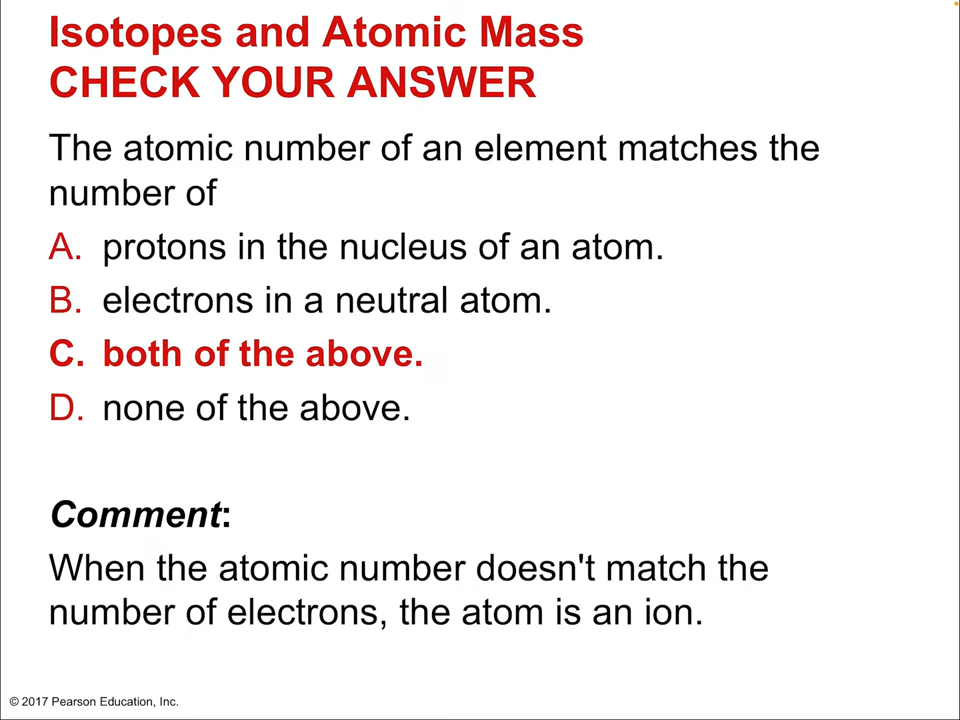 Isotopes and Atomic Mass
CHECK YOUR ANSWER
The atomic number of an element matches the
number of
A. protons in the nucleus of an atom.
B. electrons in a neutral atom.
C. both of the above.
D. none of the above.
Comment:
When the atomic number doesn't match the
number of electrons, the atom is an ion.
© 2017 Pearson Education, Inc.